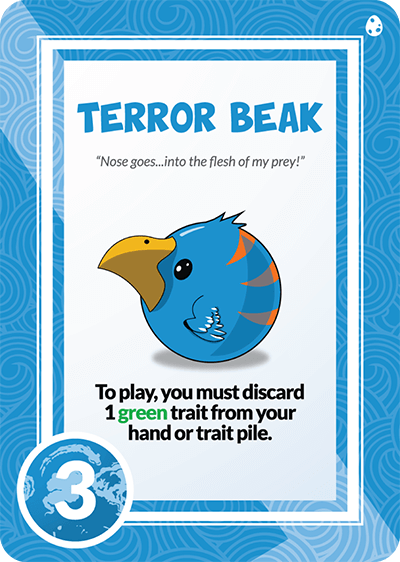 TERROR BEAK
“Nose goes...into the flesh of my prey!”
To play, you must discard
1 green trait from your
hand or trait pile.
3